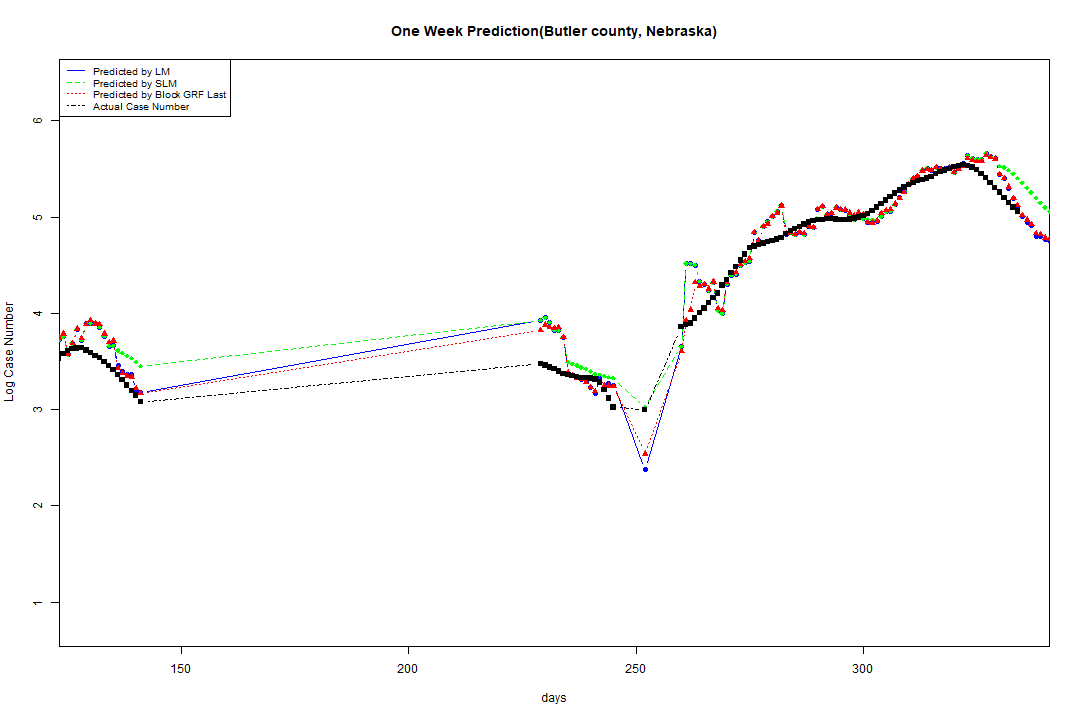 One Week Prediction(Butler county, Nebraska)
Predicted by LM
Predicted by SLM
Predicted by Block GRF Last
Actual Case Number
6
5
4
3
2
1
Log Case Number
150 200 250 300
days